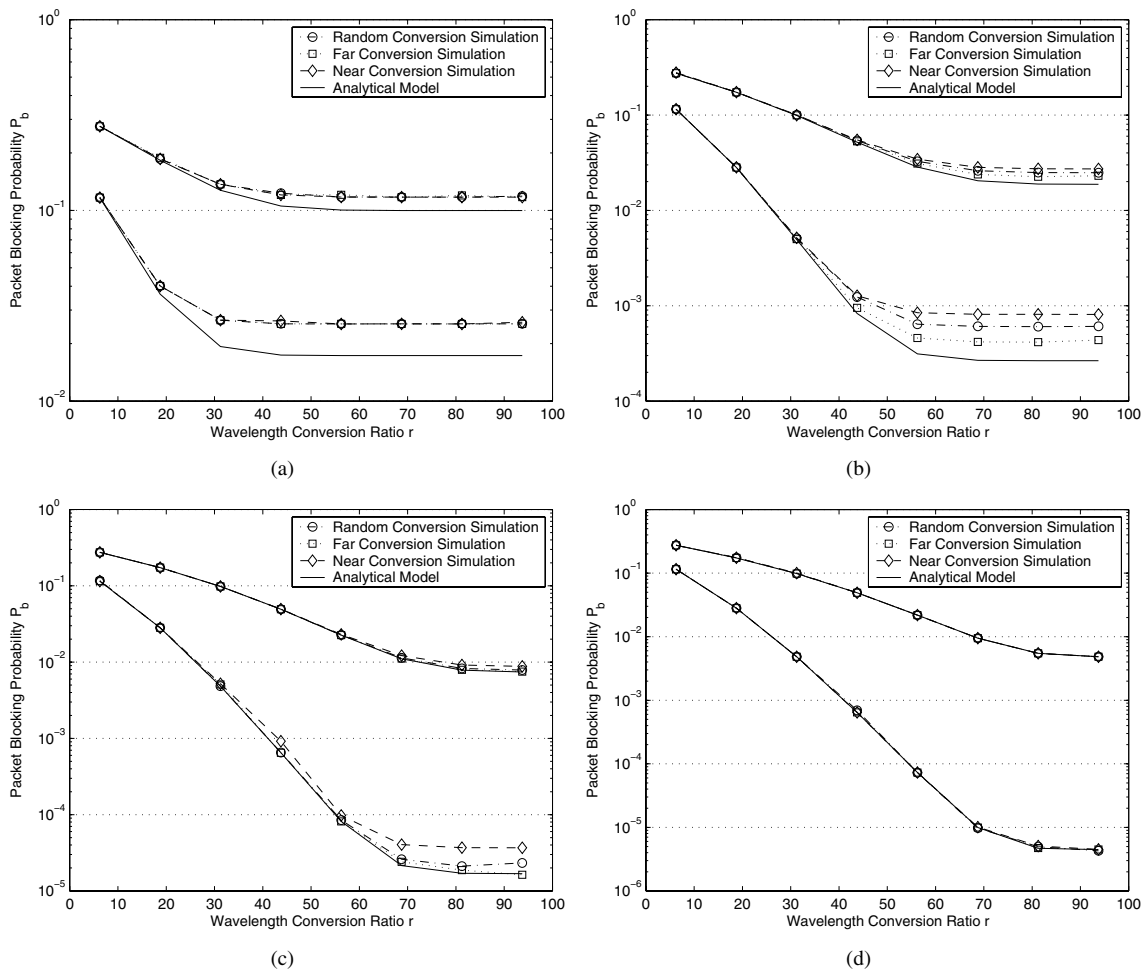 10^0
Random Conversion Simulation
Far Conversion Simulation
Near Conversion Simulation
Analytical Model
Packet Blocking Probability P_b
10^-1
10^-2
0 10 20 30 40 50 60 70 80 90 100
Wavelength Conversion Ratio r
(a)
10^0
Random Conversion Simulation
Far Conversion Simulation
Near Conversion Simulation
Analytical Model
Packet Blocking Probability P_b
10^-1
10^-2
10^-3
10^-4
0 10 20 30 40 50 60 70 80 90 100
Wavelength Conversion Ratio r
(b)
10^0
Random Conversion Simulation
Far Conversion Simulation
Near Conversion Simulation
Analytical Model
Packet Blocking Probability P_b
10^-1
10^-2
10^-3
10^-4
10^-5
0 10 20 30 40 50 60 70 80 90 100
Wavelength Conversion Ratio r
(c)
10^0
Random Conversion Simulation
Far Conversion Simulation
Near Conversion Simulation
Analytical Model
Packet Blocking Probability P_b
10^-1
10^-2
10^-3
10^-4
10^-5
10^-6
0 10 20 30 40 50 60 70 80 90 100
Wavelength Conversion Ratio r
(d)